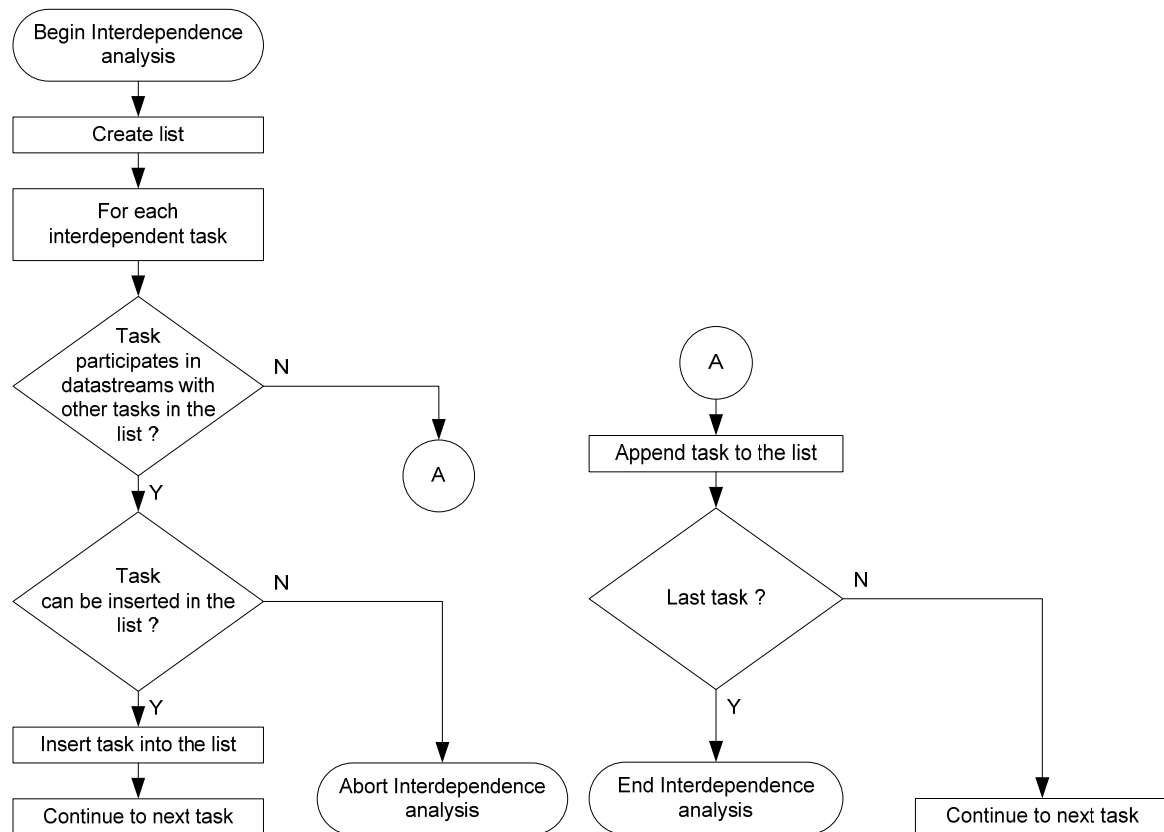 Begin Interdependence
analysis
Create list
For each
interdependent task
Task
participates in
datastreams with
other tasks in the
list ?
N
A
Y
Task
can be inserted in the
list ?
N
Y
Insert task into the list
Continue to next task
Abort Interdependence
analysis
A
Append task to the list
Last task ?
N
Y
End Interdependence
analysis
Continue to next task